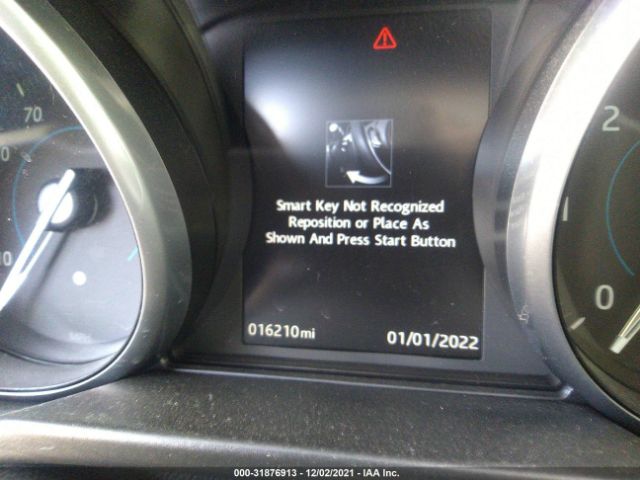 70
2
Smart Key Not Recognized
Reposition or Place As
Shown And Press Start Button
1
0
016210mi 01/01/2022
000-31876913 - 12/02/2021 - IAA Inc.